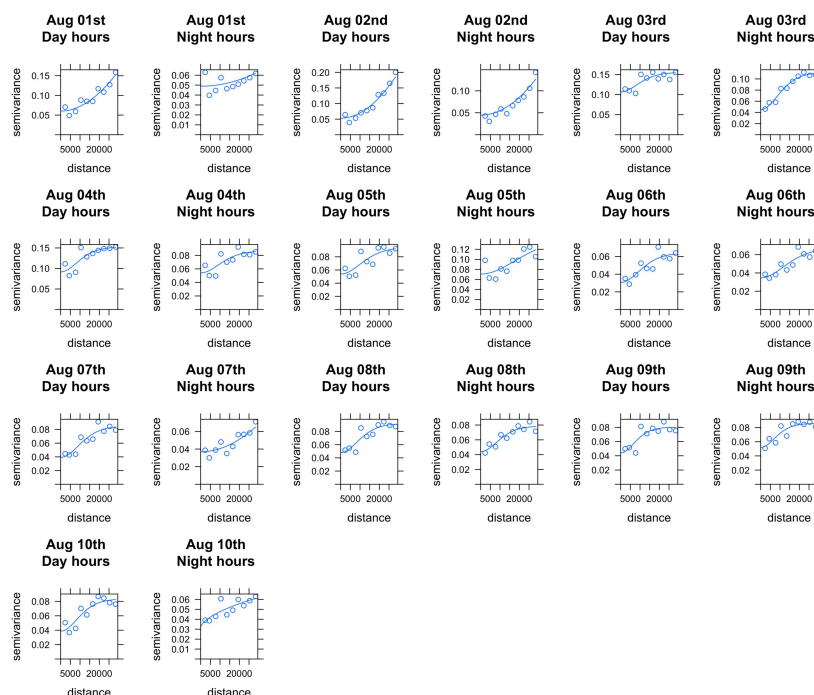 Aug 01st
Day hours
semivariance
0.15
0.05
5000 20000
distance
Aug 01st
Night hours
semivariance
0.06
0.05
0.04
0.03
0.02
0.01
5000 20000
distance
Aug 02nd
Day hours
semivariance
0.20
0.15
0.10
0.05
5000 20000
distance
Aug 02nd
Night hours
semivariance
0.10
0.05
5000 20000
distance
Aug 03rd
Day hours
semivariance
0.15
0.05
5000 20000
distance
Aug 03rd
Night hours
semivariance
0.10
0.08
0.06
0.04
0.02
5000 20000
distance
Aug 04th
Day hours
semivariance
0.15
0.10
0.05
5000 20000
distance
Aug 04th
Night hours
semivariance
0.08
0.06
0.04
0.02
5000 20000
distance
Aug 05th
Day hours
semivariance
0.08
0.06
0.04
0.02
5000 20000
distance
Aug 05th
Night hours
semivariance
0.12
0.10
0.08
0.06
0.04
0.02
5000 20000
distance
Aug 06th
Day hours
semivariance
0.06
0.04
0.02
5000 20000
distance
Aug 06th
Night hours
semivariance
0.06
0.04
0.02
5000 20000
distance
Aug 07th
Day hours
semivariance
0.08
0.06
0.04
0.02
5000 20000
distance
Aug 07th
Night hours
semivariance
0.06
0.04
0.02
5000 20000
distance
Aug 08th
Day hours
semivariance
0.08
0.06
0.04
0.02
5000 20000
distance
Aug 08th
Night hours
semivariance
0.08
0.06
0.04
0.02
5000 20000
distance
Aug 09th
Day hours
semivariance
0.08
0.06
0.04
0.02
5000 20000
distance
Aug 09th
Night hours
semivariance
0.08
0.06
0.04
0.02
5000 20000
distance
Aug 10th
Day hours
semivariance
0.08
0.06
0.04
0.02
5000 20000
distance
Aug 10th
Night hours
semivariance
0.06
0.05
0.04
0.03
0.02
0.01
5000 20000
distance